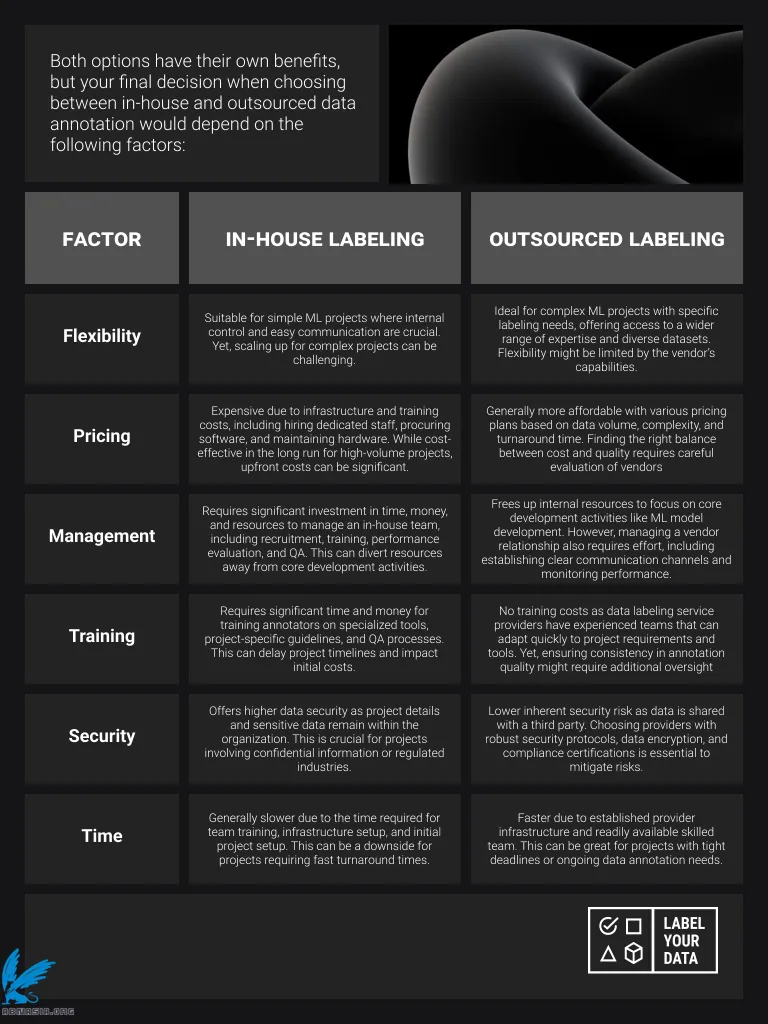 Both options have their own benefits,
but your final decision when choosing
between in-house and outsourced data
annotation would depend on the
following factors:
FACTOR
IN-HOUSE LABELING
OUTSOURCED LABELING
Flexibility
Suitable for simple ML projects where internal
control and easy communication are crucial.
Yet, scaling up for complex projects can be
challenging.
Ideal for complex ML projects with specific
labeling needs, offering access to a wider
range of expertise and diverse datasets.
Flexibility might be limited by the vendor's
capabilities.
Pricing
Expensive due to infrastructure and training
costs, including hiring dedicated staff, procuring
software, and maintaining hardware. While cost-
effective in the long run for high-volume projects,
upfront costs can be significant.
Generally more affordable with various pricing
plans based on data volume, complexity, and
turnaround time. Finding the right balance
between cost and quality requires careful
evaluation of vendors
Management
Requires significant investment in time, money,
and resources to manage an in-house team,
including recruitment, training, performance
evaluation, and QA. This can divert resources
away from core development activities.
Frees up internal resources to focus on core
development activities like ML model
development. However, managing a vendor
relationship also requires effort, including
establishing clear communication channels and
monitoring performance.
Training
Requires significant time and money for
training annotators on specialized tools,
project-specific guidelines, and QA processes.
This can delay project timelines and impact
initial costs.
No training costs as data labeling service
providers have experienced teams that can
adapt quickly to project requirements and
tools. Yet, ensuring consistency in annotation
quality might require additional oversight
Security
Offers higher data security as project details
and sensitive data remain within the
organization. This is crucial for projects
involving confidential information or regulated
industries.
Lower inherent security risk as data is shared
with a third party. Choosing providers with
robust security protocols, data encryption, and
compliance certifications is essential to
mitigate risks.
Time
Generally slower due to the time required for
team training, infrastructure setup, and initial
project setup. This can be a downside for
projects requiring fast turnaround times.
Faster due to established provider
infrastructure and readily available skilled
team. This can be great for projects with tight
deadlines or ongoing data annotation needs.
LABEL
YOUR
DATA